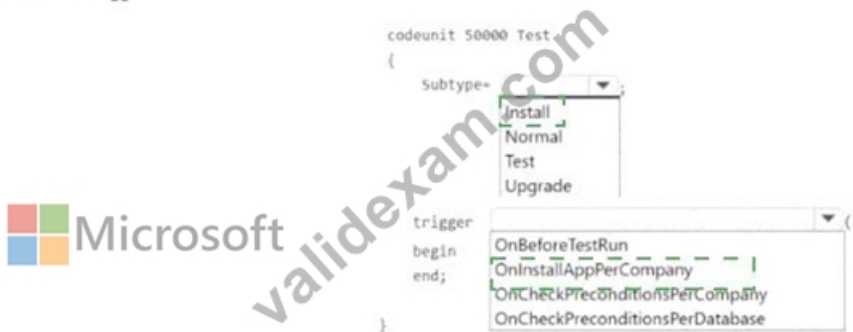 codeunit 50000 Test
{
Subtype= ;
Install
Normal
Test
Upgrade
Microsoft
validexam.com
trigger (
begin
end;
OnBeforeTestRun
OnInstallAppPerCompany
OnCheckPreconditionsPerCompany
OnCheckPreconditionsPerDatabase
}